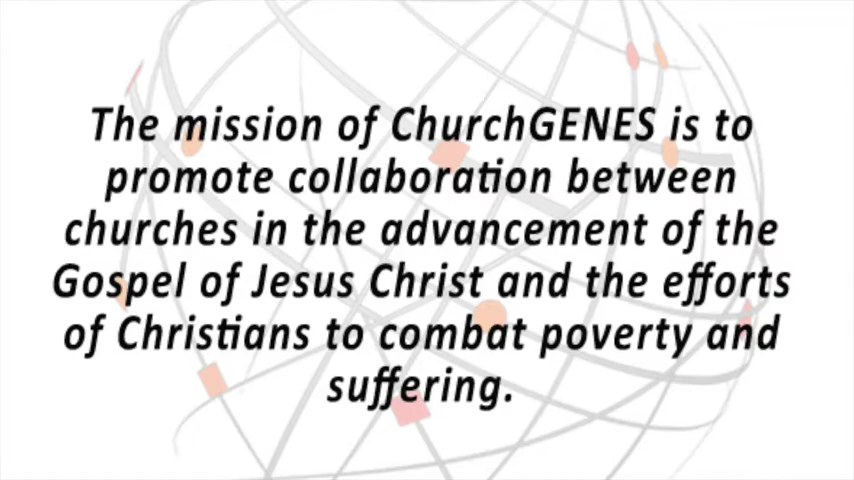 The mission of ChurchGENES is to
promote collaboration between
churches in the advancement of the
Gospel of Jesus Christ and the efforts
of Christians to combat poverty and
suffering.